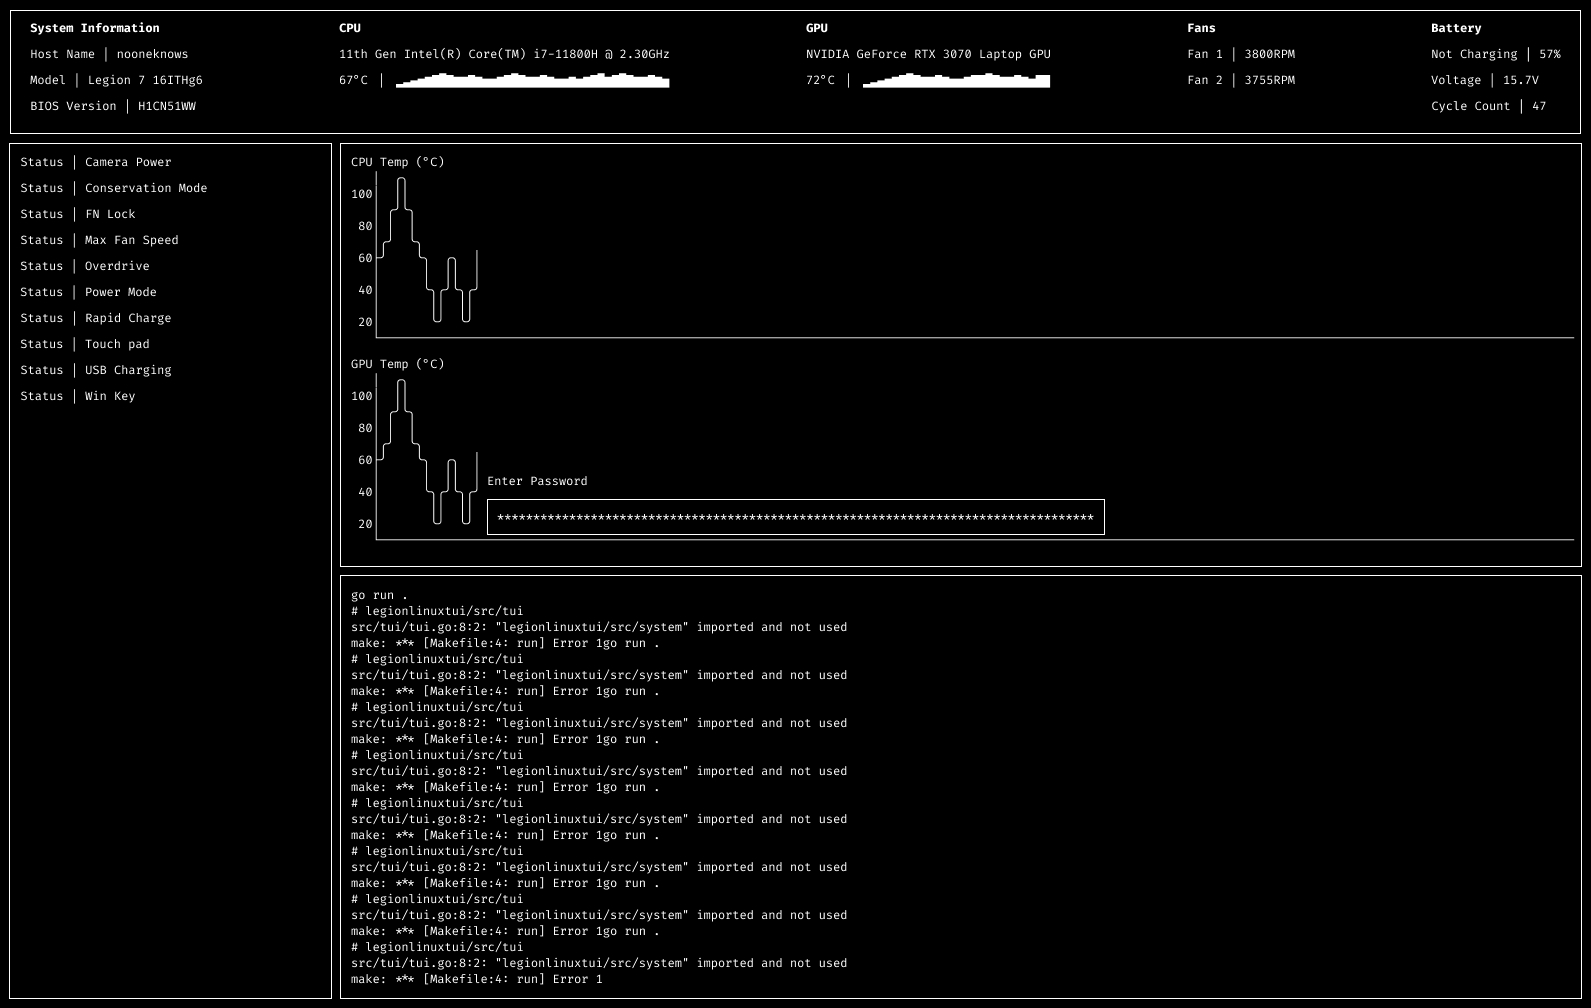 System Information
Host Name │ nooneknows
Model │ Legion 7 16ITHg6
BIOS Version │ H1CN51WW
CPU
11th Gen Intel(R) Core(TM) i7-11800H @ 2.30GHz
67°C │
GPU
NVIDIA GeForce RTX 3070 Laptop GPU
72°C │
Fans
Fan 1 │ 3800RPM
Fan 2 │ 3755RPM
Battery
Not Charging │ 57%
Voltage │ 15.7V
Cycle Count │ 47
Status │ Camera Power
Status │ Conservation Mode
Status │ FN Lock
Status │ Max Fan Speed
Status │ Overdrive
Status │ Power Mode
Status │ Rapid Charge
Status │ Touch pad
Status │ USB Charging
Status │ Win Key
CPU Temp (°C)
100
80
60
40
20
GPU Temp (°C)
100
80
60
40
20
Enter Password
***********************************************************************************
go run .
# legionlinuxtui/src/tui
src/tui/tui.go:8:2: "legionlinuxtui/src/system" imported and not used
make: *** [Makefile:4: run] Error 1go run .
# legionlinuxtui/src/tui
src/tui/tui.go:8:2: "legionlinuxtui/src/system" imported and not used
make: *** [Makefile:4: run] Error 1go run .
# legionlinuxtui/src/tui
src/tui/tui.go:8:2: "legionlinuxtui/src/system" imported and not used
make: *** [Makefile:4: run] Error 1go run .
# legionlinuxtui/src/tui
src/tui/tui.go:8:2: "legionlinuxtui/src/system" imported and not used
make: *** [Makefile:4: run] Error 1go run .
# legionlinuxtui/src/tui
src/tui/tui.go:8:2: "legionlinuxtui/src/system" imported and not used
make: *** [Makefile:4: run] Error 1go run .
# legionlinuxtui/src/tui
src/tui/tui.go:8:2: "legionlinuxtui/src/system" imported and not used
make: *** [Makefile:4: run] Error 1go run .
# legionlinuxtui/src/tui
src/tui/tui.go:8:2: "legionlinuxtui/src/system" imported and not used
make: *** [Makefile:4: run] Error 1go run .
# legionlinuxtui/src/tui
src/tui/tui.go:8:2: "legionlinuxtui/src/system" imported and not used
make: *** [Makefile:4: run] Error 1